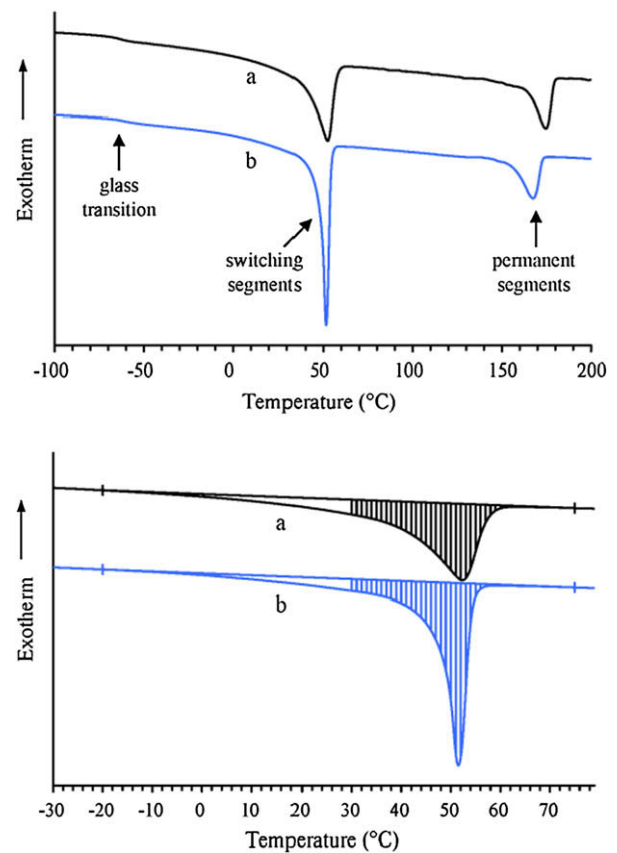 Exotherm
a
b
glass
transition
switching
segments
permanent
segments
-100 -50 0 50 100 150 200
Temperature (°C)
Exotherm
a
b
-30 -20 -10 0 10 20 30 40 50 60 70
Temperature (°C)